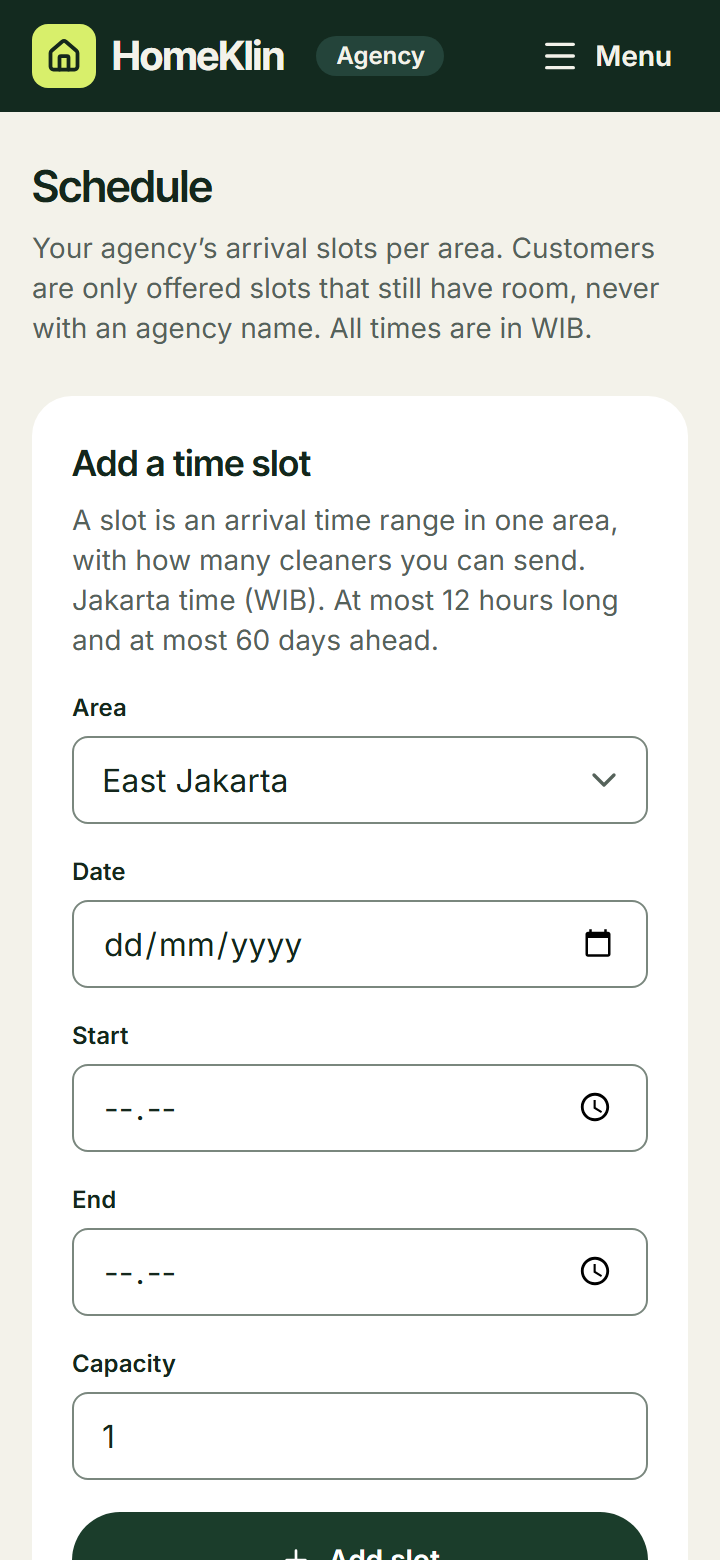 HomeKlin
Agency
Menu
Schedule
Your agency’s arrival slots per area. Customers
are only offered slots that still have room, never
with an agency name. All times are in WIB.
Add a time slot
A slot is an arrival time range in one area,
with how many cleaners you can send.
Jakarta time (WIB). At most 12 hours long
and at most 60 days ahead.
Area
East Jakarta
Date
dd/mm/yyyy
Start
--.--
End
--.--
Capacity
1
+ Add slot